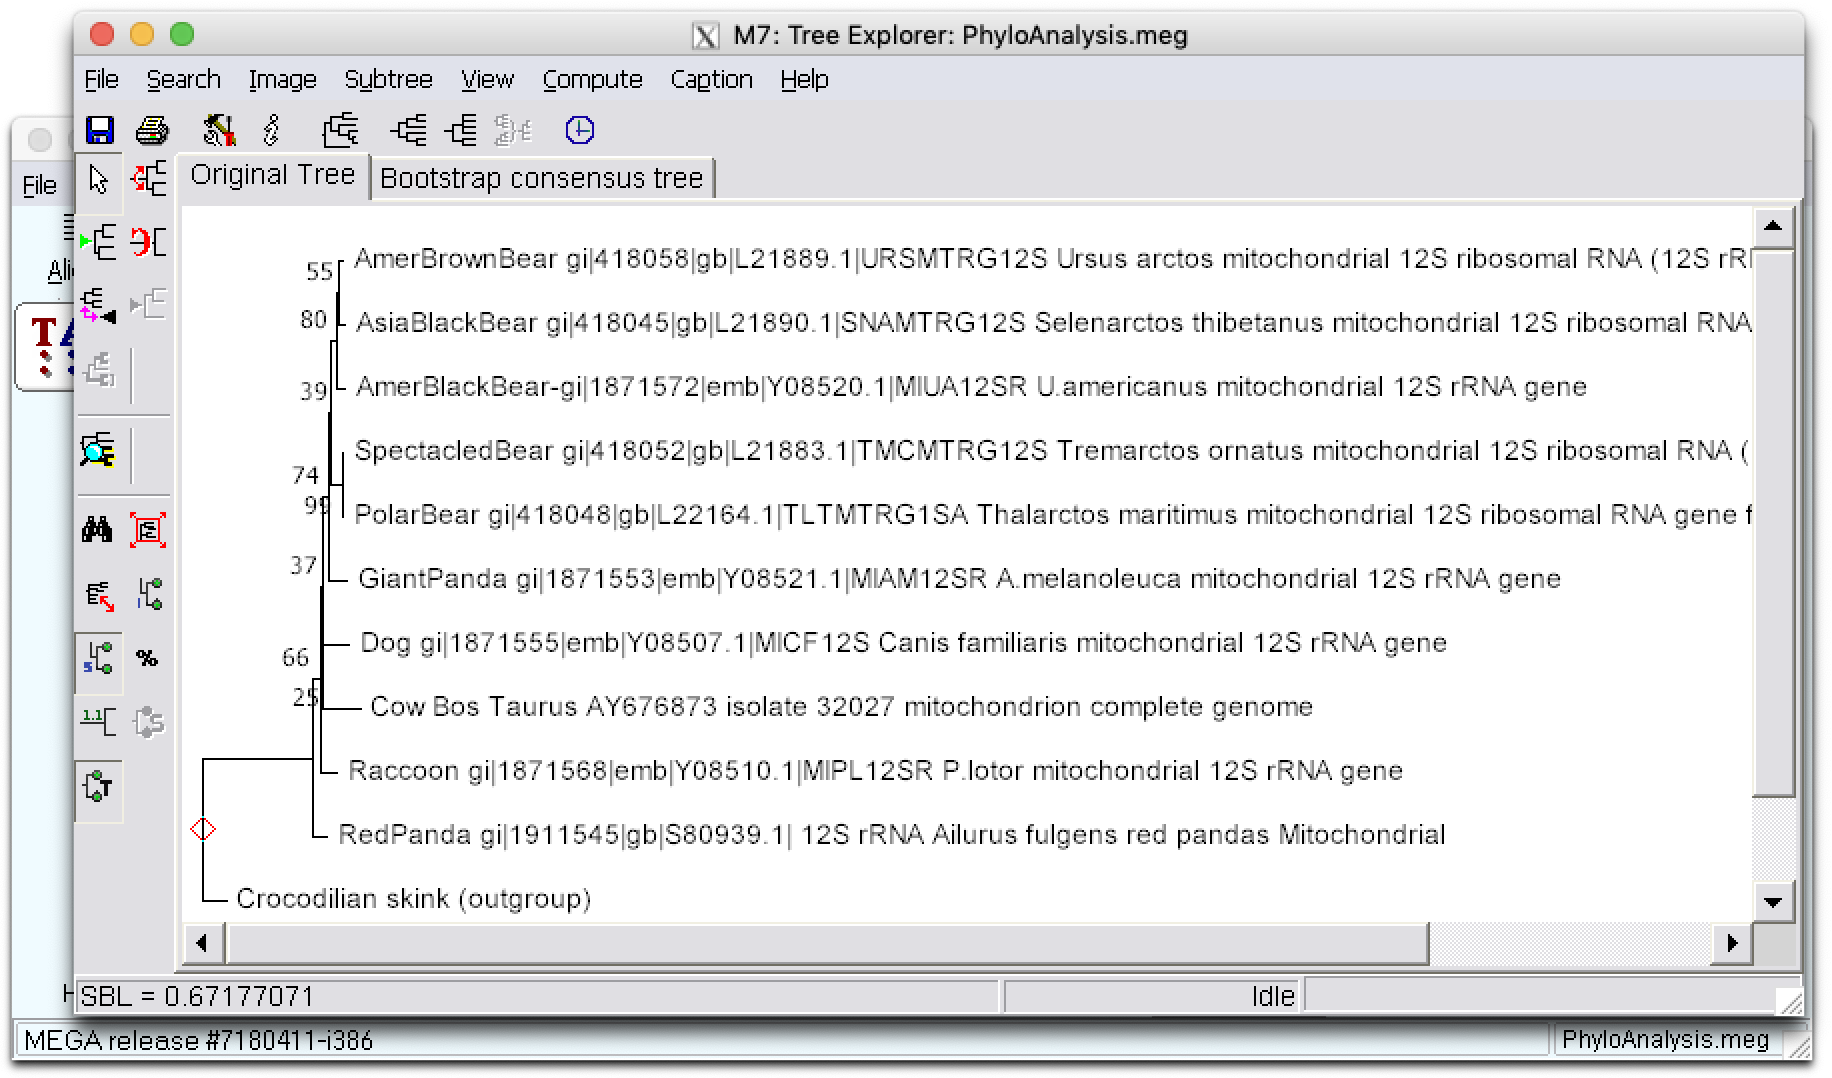 M7: Tree Explorer: PhyloAnalysis.meg
File Search Image Subtree View Compute Caption Help
File
Original Tree Bootstrap consensus tree
55 AmerBrownBear gi|418058|gb|L21889.1|URSMTRG12S Ursus arctos mitochondrial 12S ribosomal RNA (12S
80 AsiaBlackBear gi|418045|gb|L21890.1|SNAMTRG12S Selenarctos thibetanus mitochondrial 12S ribosomal RNA
39 AmerBlackBear-gi|1871572|emb|Y08520.1|MIUA12SR U.americanus mitochondrial 12S rRNA gene
SpectacledBear gi|418052|gb|L21883.1|TMCMTRG12S Tremarctos ornatus mitochondrial 12S ribosomal RNA (
74
99 PolarBear gi|418048|gb|L22164.1|TLTMTRG1SA Thalarctos maritimus mitochondrial 12S ribosomal RNA gene f
37 GiantPanda gi|1871553|emb|Y08521.1|MIAM12SR A.melanoleuca mitochondrial 12S rRNA gene
Dog gi|1871555|emb|Y08507.1|MICF12S Canis familiaris mitochondrial 12S rRNA gene
66
25 Cow Bos Taurus AY676873 isolate 32027 mitochondrion complete genome
Raccoon gi|1871568|emb|Y08510.1|MIPL12SR P.lotor mitochondrial 12S rRNA gene
RedPanda gi|1911545|gb|S80939.1| 12S rRNA Ailurus fulgens red pandas Mitochondrial
Crocodilian skink (outgroup)
SBL = 0.67177071 Idle
MEGA release #7180411-i386 PhyloAnalysis.meg